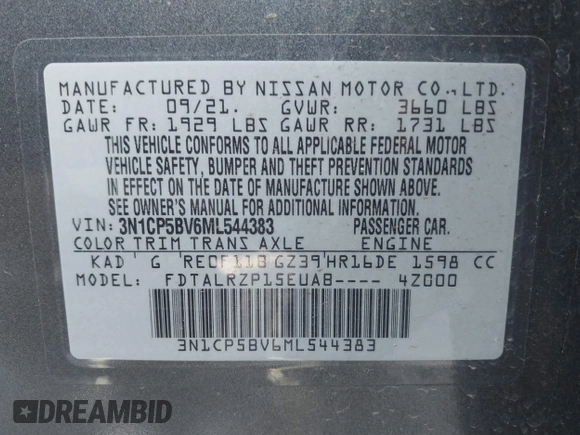 MANUFACTURED BY NISSAN MOTOR CO.,LTD.
DATE: 09/21. GVWR: 3660 LBS
GAWR FR: 1929 LBS GAWR RR: 1731 LBS
THIS VEHICLE CONFORMS TO ALL APPLICABLE FEDERAL MOTOR
VEHICLE SAFETY, BUMPER AND THEFT PREVENTION STANDARDS
IN EFFECT ON THE DATE OF MANUFACTURE SHOWN ABOVE.
SEE OWNER'S MANUAL FOR ADDITIONAL INFORMATION.
VIN: 3N1CP5BV6ML544383 PASSENGER CAR.
COLOR TRIM TRANS AXLE ENGINE
KAD G RE0F11B GZ39 HR16DE 1598 CC
MODEL: FDTALRZP15EUAB---- 4Z000
3N1CP5BV6ML544383
DREAMBID